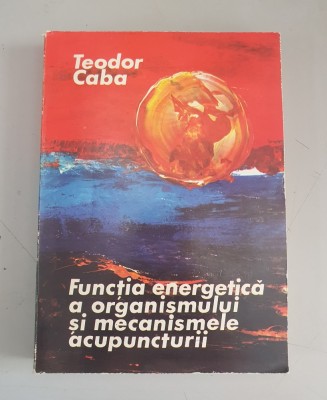 Teodor
Caba
Funcția energetică
a organismului
și mecanismele
acupuncturii